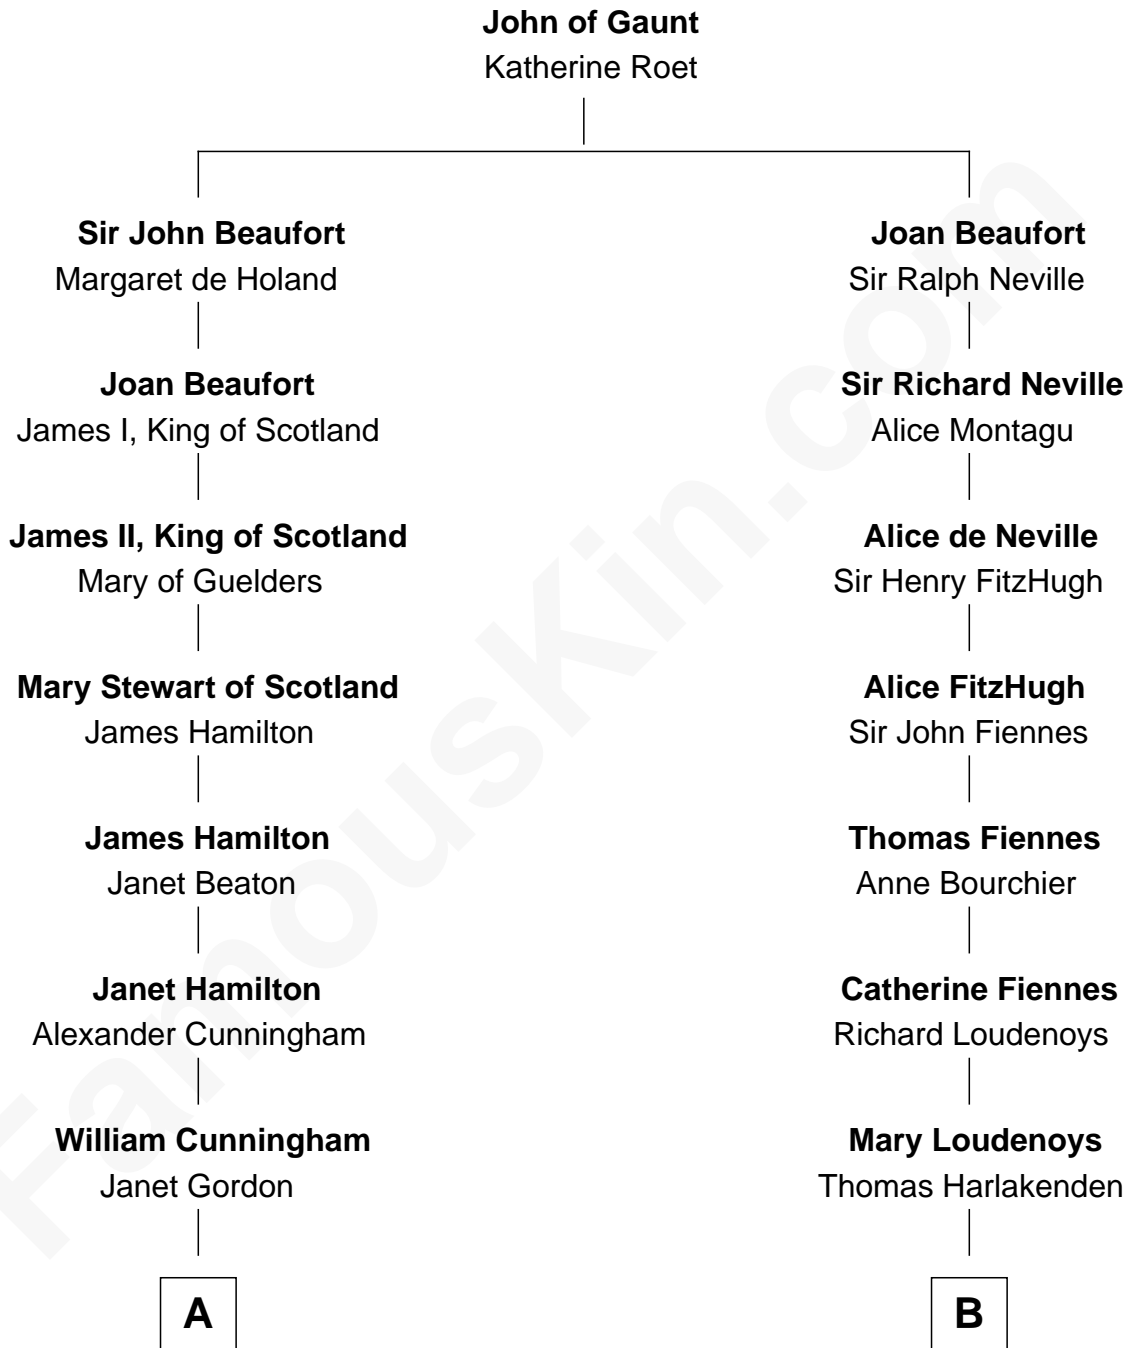 John of Gaunt
Katherine Roet
Sir John Beaufort
Margaret de Holand
Joan Beaufort
James I, King of Scotland
James II, King of Scotland
Mary of Guelders
Mary Stewart of Scotland
James Hamilton
James Hamilton
Janet Beaton
Janet Hamilton
Alexander Cunningham
William Cunningham
Janet Gordon
A
Joan Beaufort
Sir Ralph Neville
Sir Richard Neville
Alice Montagu
Alice de Neville
Sir Henry FitzHugh
Alice FitzHugh
Sir John Fiennes
Thomas Fiennes
Anne Bourchier
Catherine Fiennes
Richard Loudenoys
Mary Loudenoys
Thomas Harlakenden
B
FamousKin.com